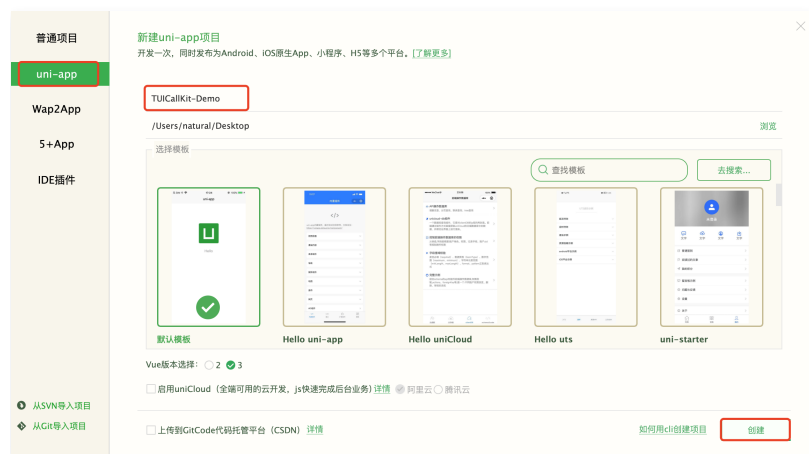 普通项目
uni-app
Wap2App
5+App
IDE插件
从SVN导入项目
从Git导入项目
新建uni-app项目
开发一次，同时发布为Android、iOS原生App、小程序、H5等多个平台。[了解更多]
TUICallKit-Demo
/Users/natural/Desktop
浏览
选择模板
查找模板
去搜索...
默认模板
Hello uni-app
Hello uniCloud
Hello uts
uni-starter
Vue版本选择：
2
3
启用uniCloud（全端可用的云开发，js快速完成后台业务）详情
阿里云
腾讯云
上传到GitCode代码托管平台（CSDN）
详情
如何用cli创建项目
创建